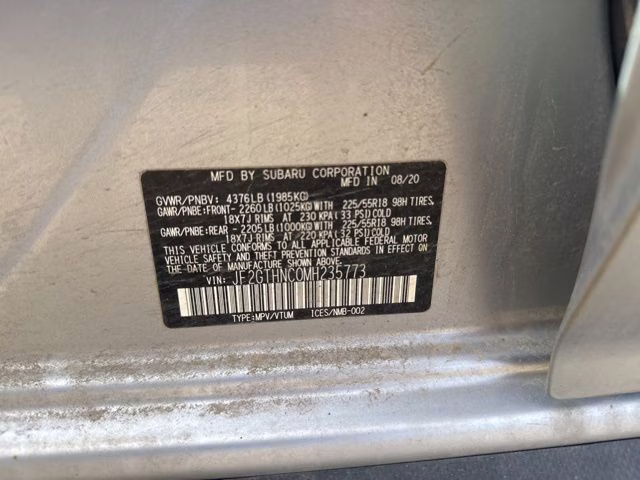 MFD BY SUBARU CORPORATION
MFD IN 08/20
GVWR/PNBV: 4376LB(1985KG)
GAWR/PNBE:FRONT- 2260LB(1025KG)WITH 225/55R18 98H TIRES.
18X7J RIMS AT 230 KPA(33 PSI)COLD
GAWR/PNBE:REAR - 2205LB(1000KG)WITH 225/55R18 98H TIRES.
18X7J RIMS AT 220 KPA(32 PSI)COLD
THIS VEHICLE CONFORMS TO ALL APPLICABLE FEDERAL MOTOR
VEHICLE SAFETY STANDARDS IN EFFECT ON THE DATE OF
MANUFACTURE SHOWN ABOVE.
VIN: JF2GTHNC0MH235773
TYPE:MPV/VTUM ICES/NMB-002